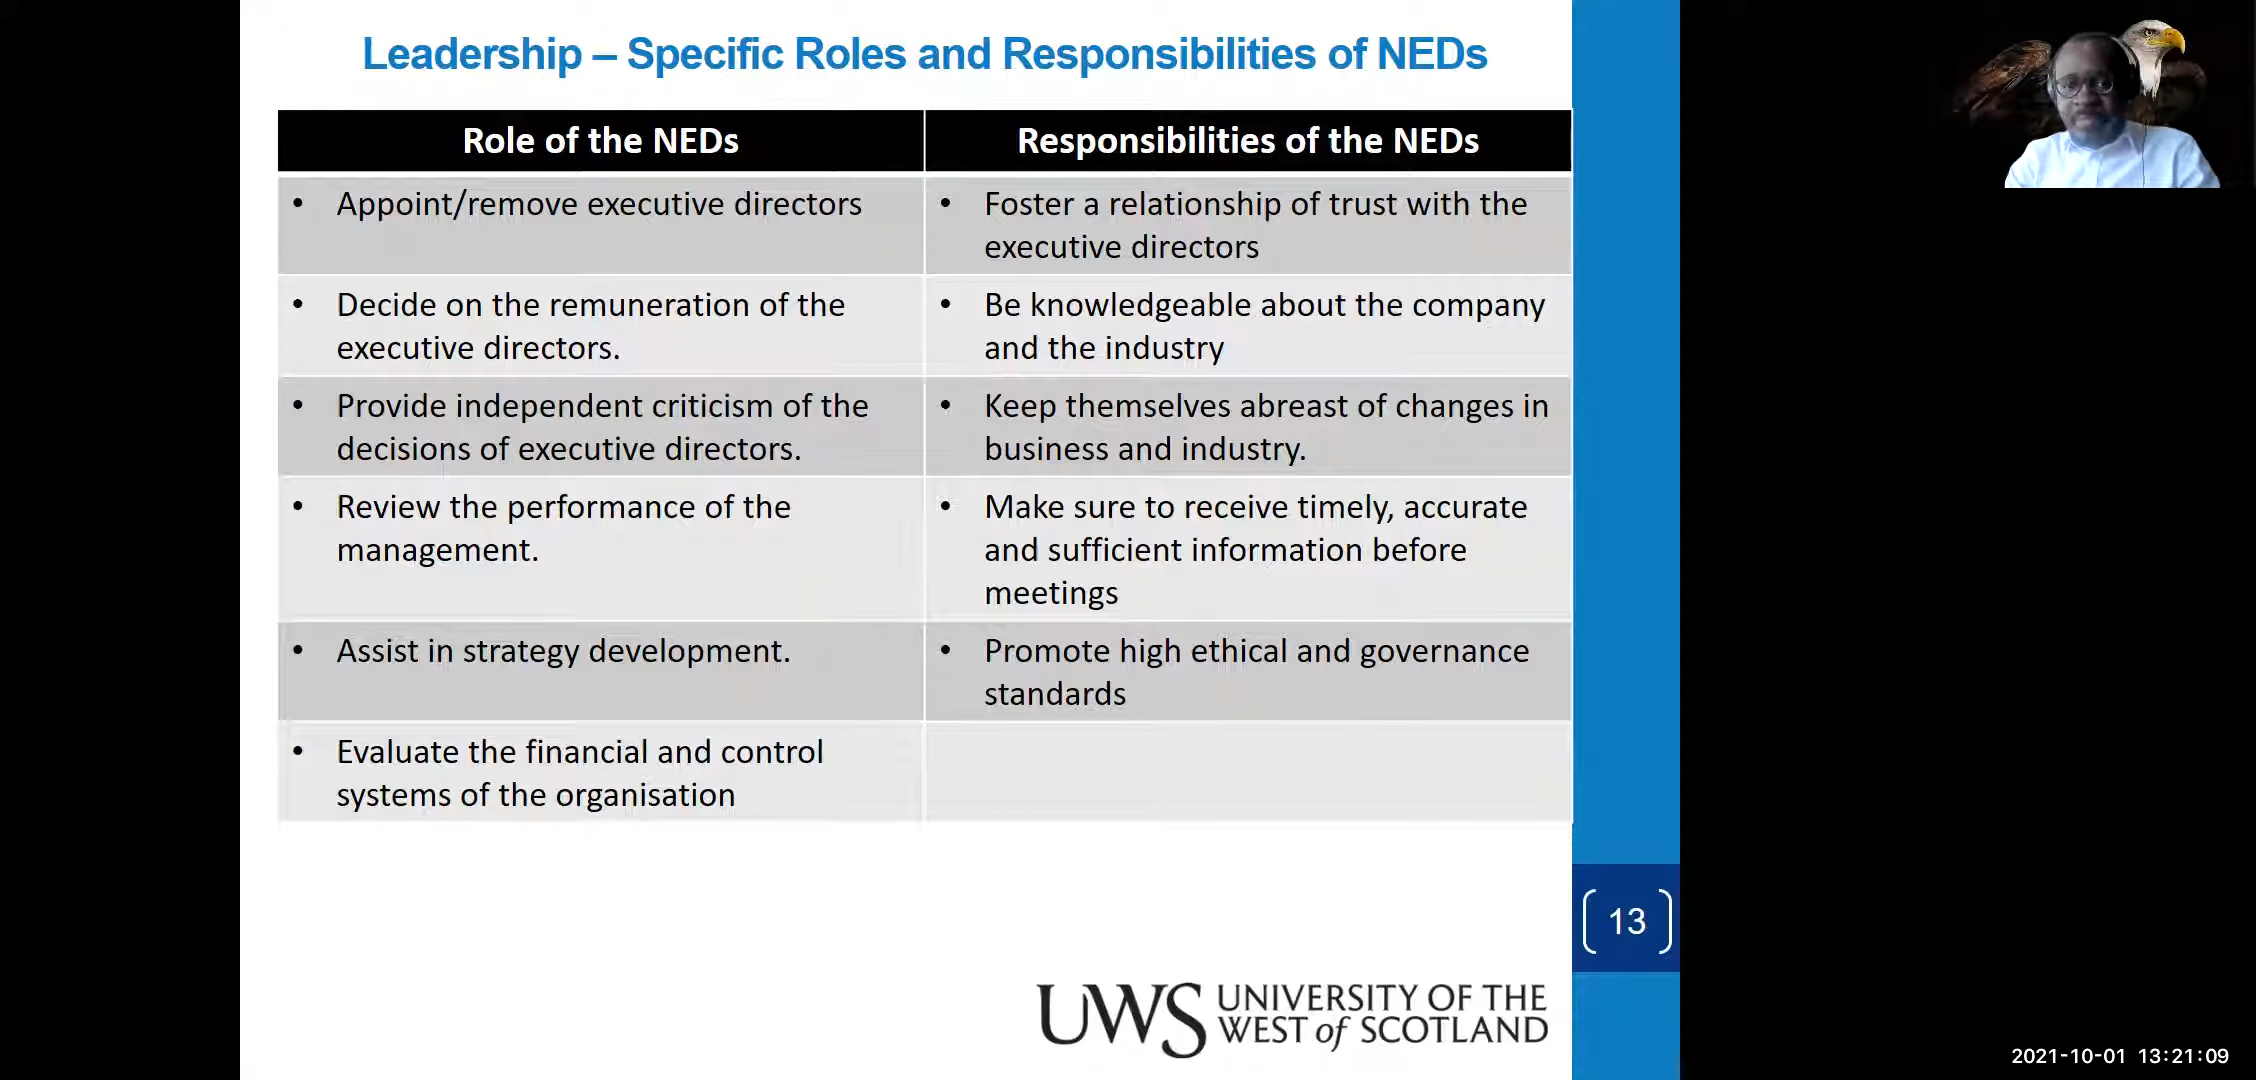 Leadership – Specific Roles and Responsibilities of NEDs
Role of the NEDs
Responsibilities of the NEDs
• Appoint/remove executive directors
• Foster a relationship of trust with the
executive directors
• Decide on the remuneration of the
executive directors.
• Be knowledgeable about the company
and the industry
• Provide independent criticism of the
decisions of executive directors.
• Keep themselves abreast of changes in
business and industry.
• Review the performance of the
management.
• Make sure to receive timely, accurate
and sufficient information before
meetings
• Assist in strategy development.
• Promote high ethical and governance
standards
• Evaluate the financial and control
systems of the organisation
13
UWS UNIVERSITY OF THE
WEST of SCOTLAND
2021-10-01 13:21:09